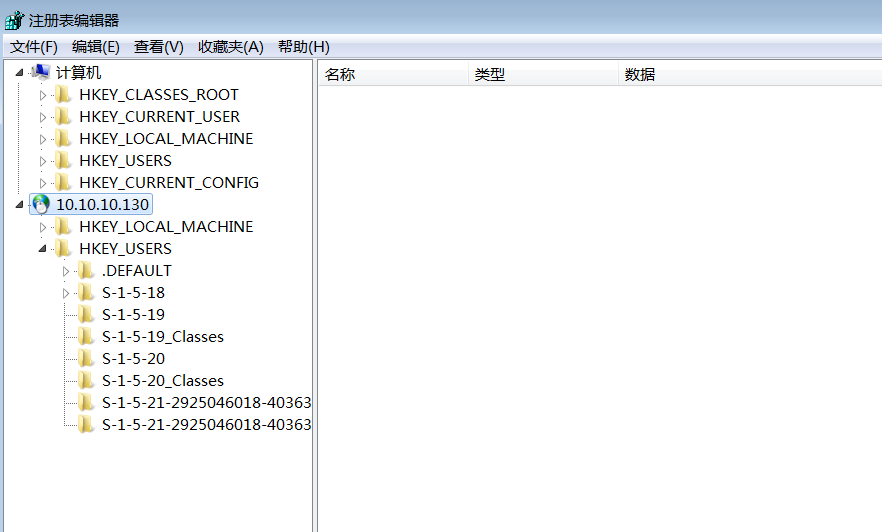 注册表编辑器
文件(F) 编辑(E) 查看(V) 收藏夹(A) 帮助(H)
计算机
HKEY_CLASSES_ROOT
HKEY_CURRENT_USER
HKEY_LOCAL_MACHINE
HKEY_USERS
HKEY_CURRENT_CONFIG
10.10.10.130
HKEY_LOCAL_MACHINE
HKEY_USERS
.DEFAULT
S-1-5-18
S-1-5-19
S-1-5-19_Classes
S-1-5-20
S-1-5-20_Classes
S-1-5-21-2925046018-40363
S-1-5-21-2925046018-40363
名称 类型 数据